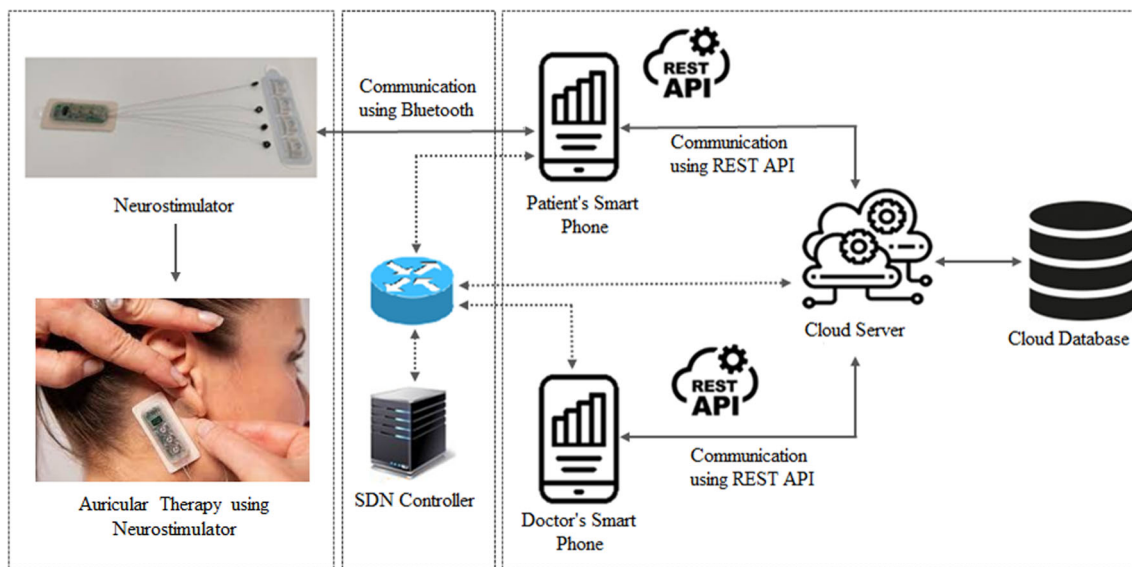 Neurostimulator
Auricular Therapy using
Neurostimulator
Communication
using Bluetooth
SDN Controller
REST
API
Patient's Smart
Phone
Communication
using REST API
Cloud Server
Cloud Database
REST
API
Communication
using REST API
Doctor's Smart
Phone